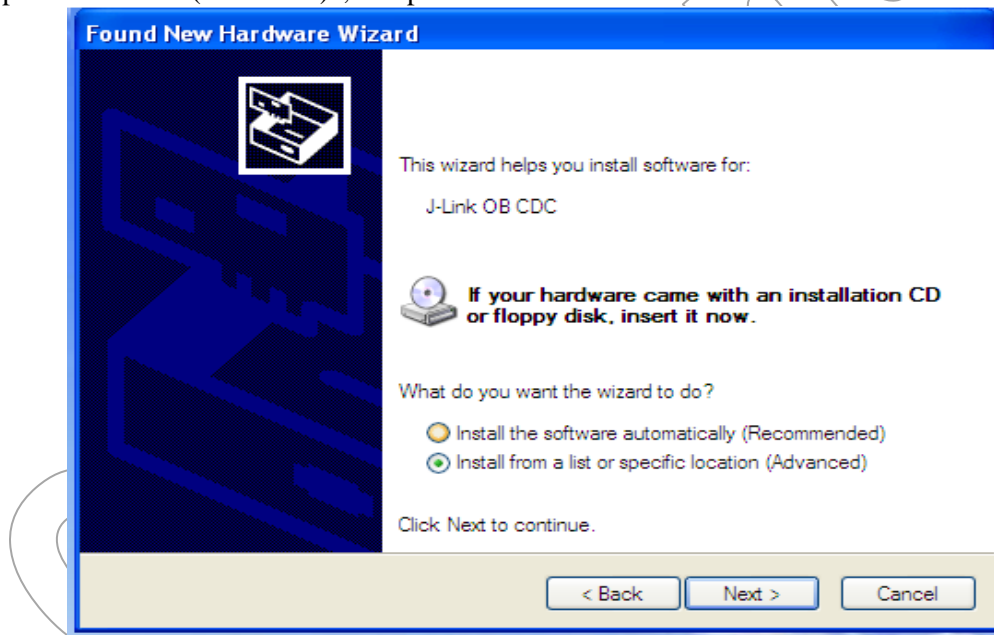 Found New Hardware Wizard
This wizard helps you install software for:
J-Link OB CDC
If your hardware came with an installation CD
or floppy disk, insert it now.
What do you want the wizard to do?
Install the software automatically (Recommended)
Install from a list or specific location (Advanced)
Click Next to continue.
< Back
Next >
Cancel